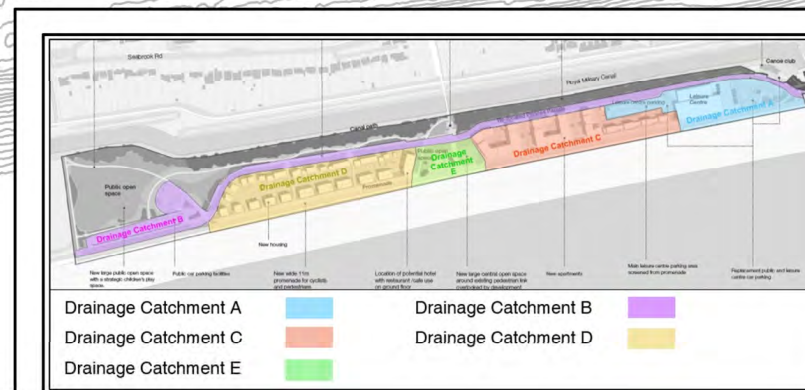 Seabrook Rd
Canoe club
Royal Military Canal
Leisure centre parking
Leisure
Centre
Drainage Catchment A
Canal path
Drainage Catchment C
Public open
Drainage
Catchment
E
Drainage Catchment D
Promenade
Public open
space
Drainage Catchment B
New housing
New large public open space
with a strategic children's play
space.
Public car parking facilities
New wide 11m
promenade for cyclists
and pedestrians
Location of potential hotel
with restaurant /cafe use
on ground floor
New large central open space
around existing pedestrian link
overlooked by development
New apartments
Main leisure centre parking area
screened from promenade
Replacement public and leisure
centre car parking.
Drainage Catchment A
Drainage Catchment B
Drainage Catchment C
Drainage Catchment D
Drainage Catchment E